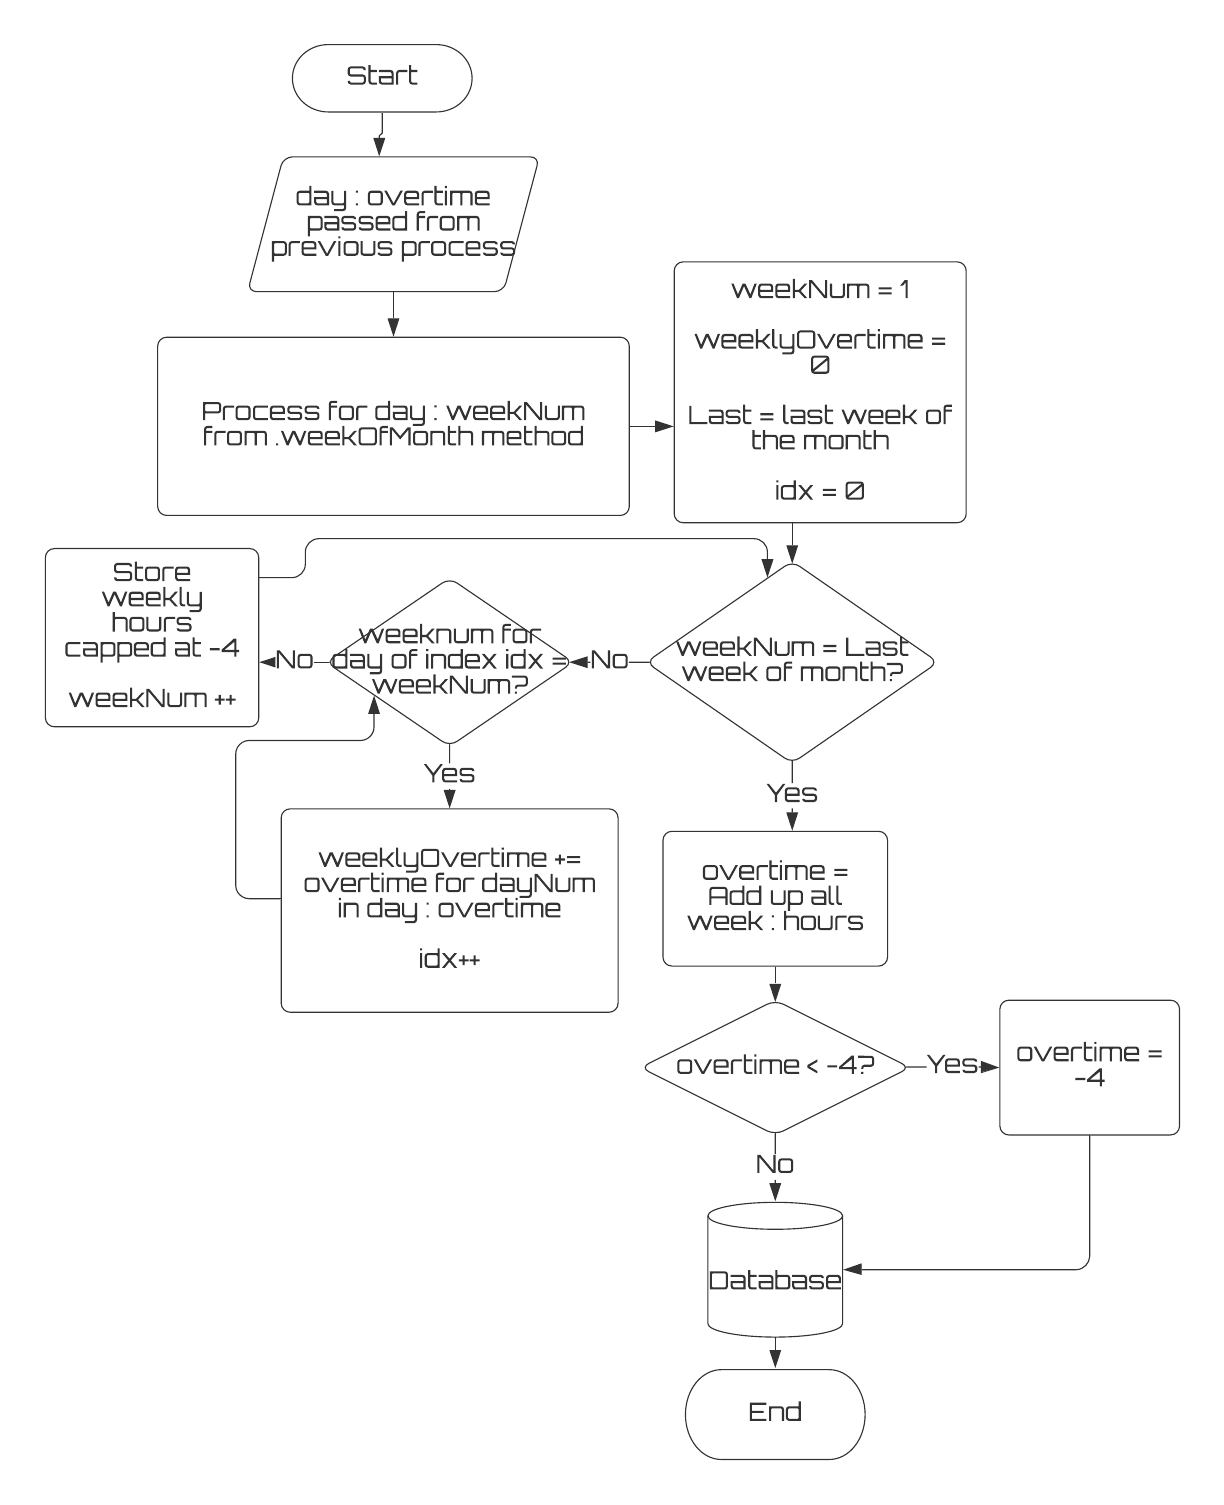 Start
day : overtime
passed from
previous process
weekNum = 1
weeklyOvertime =
0
Last = last week of
the month
idx = 0
Process for day : weekNum
from .weekOfMonth method
Store
weekly
hours
capped at -4
weekNum ++
No
weeknum for
day of index idx =
weekNum?
No
weekNum = Last
week of month?
Yes
Yes
weeklyOvertime +=
overtime for dayNum
in day : overtime
idx++
overtime =
Add up all
week : hours
overtime < -4?
Yes
overtime =
-4
No
Database
End